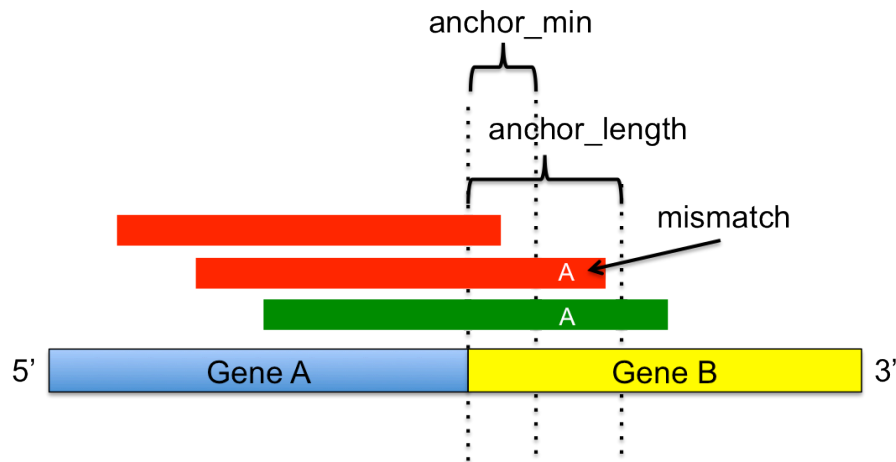 anchor_min
anchor_length
mismatch
A
A
5’ Gene A Gene B 3’